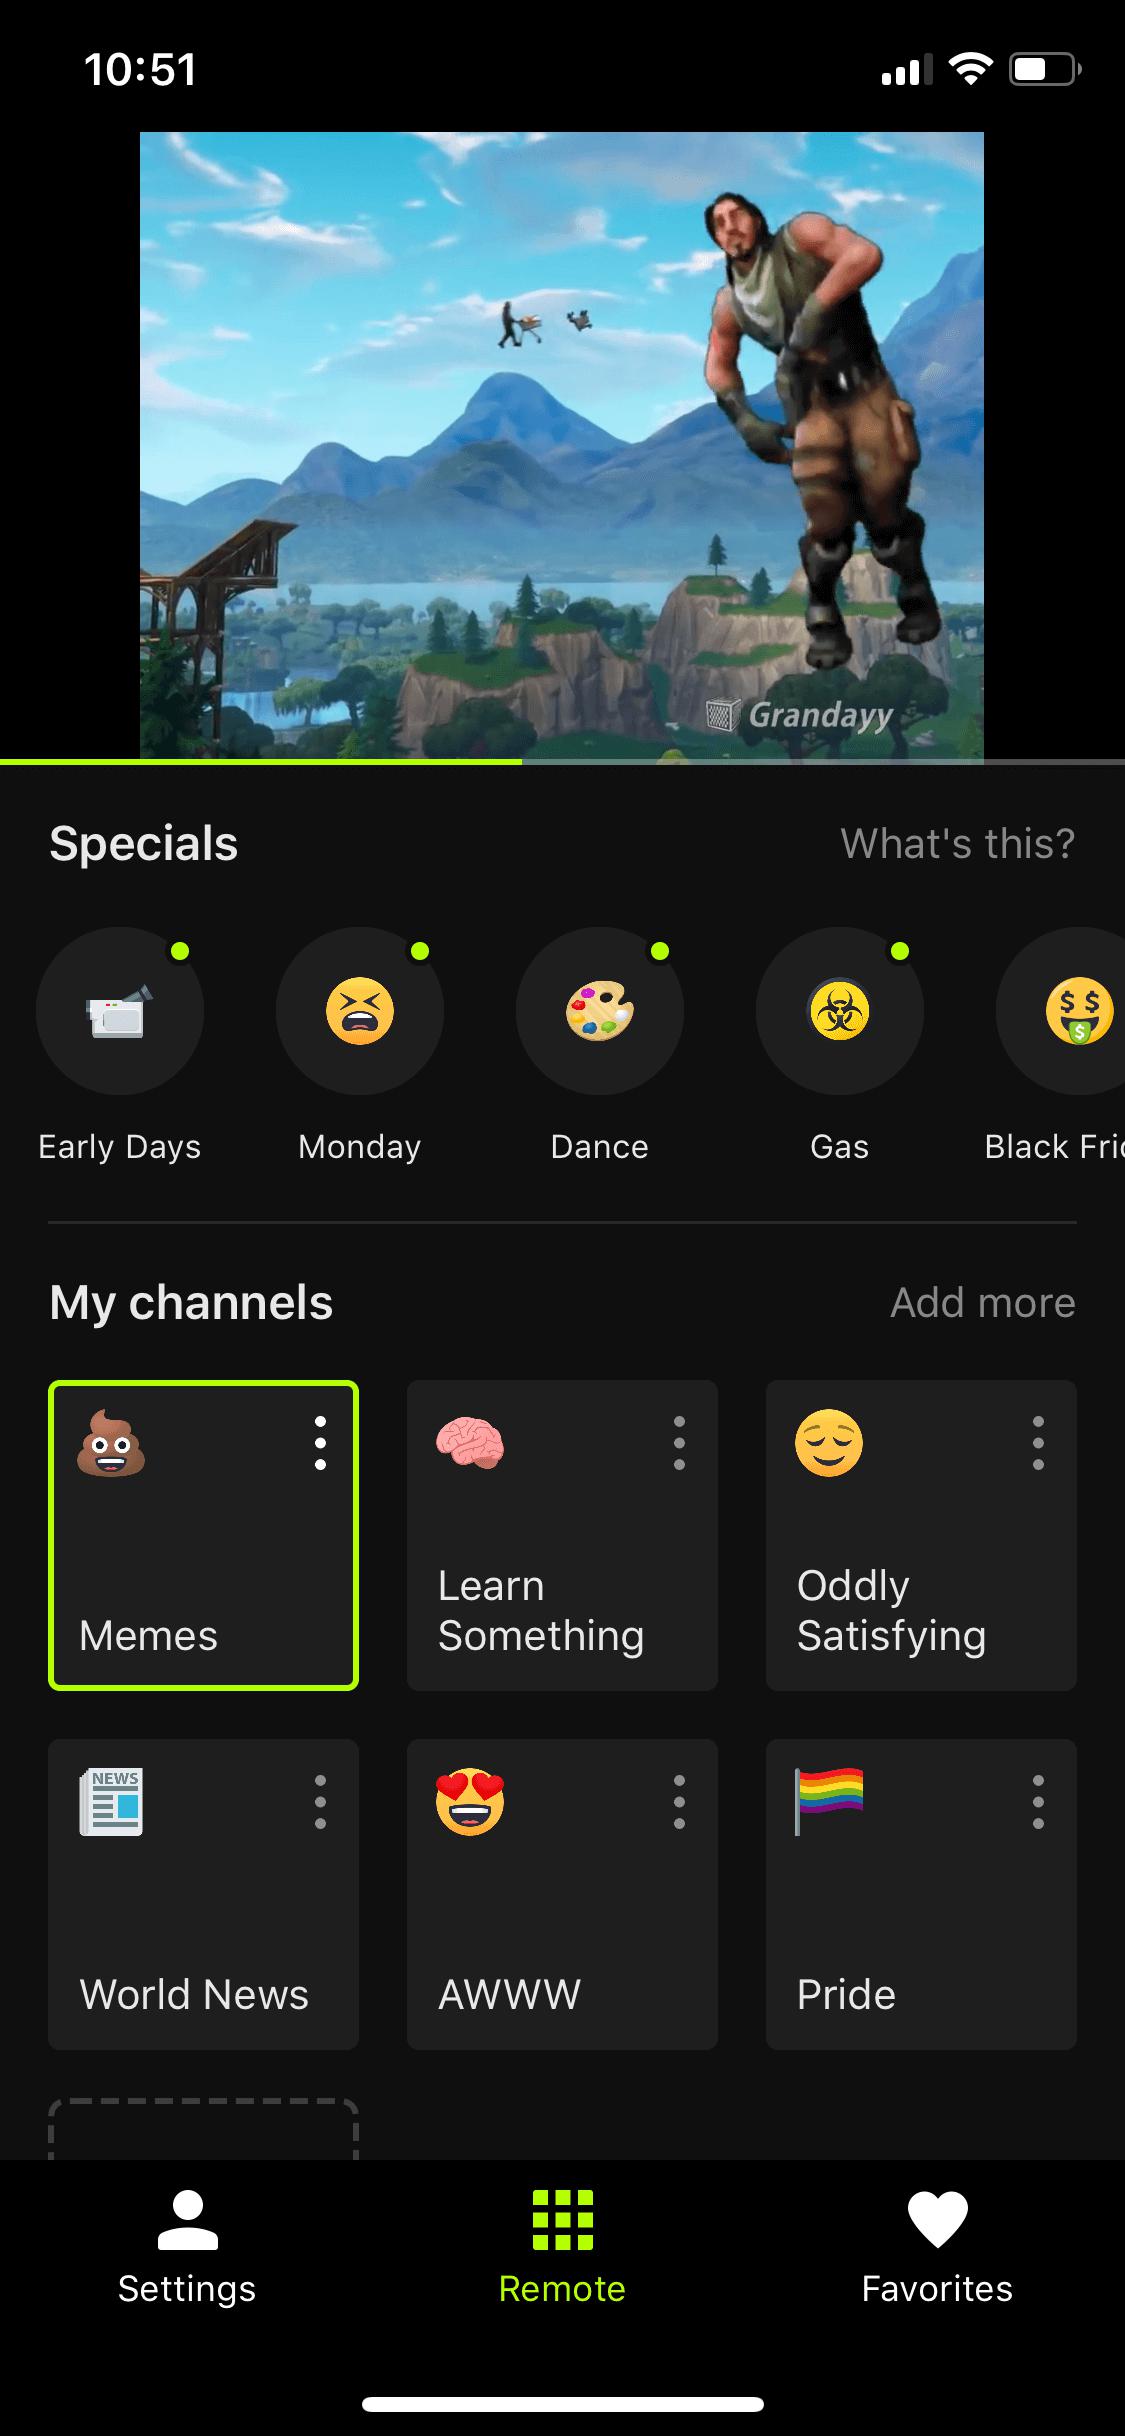 10:51
Grandayy
Specials
What's this?
Early Days
Monday
Dance
Gas
Black Fri
My channels
Add more
Memes
Learn
Something
Oddly
Satisfying
NEWS
World News
AWWW
Pride
Settings
Remote
Favorites